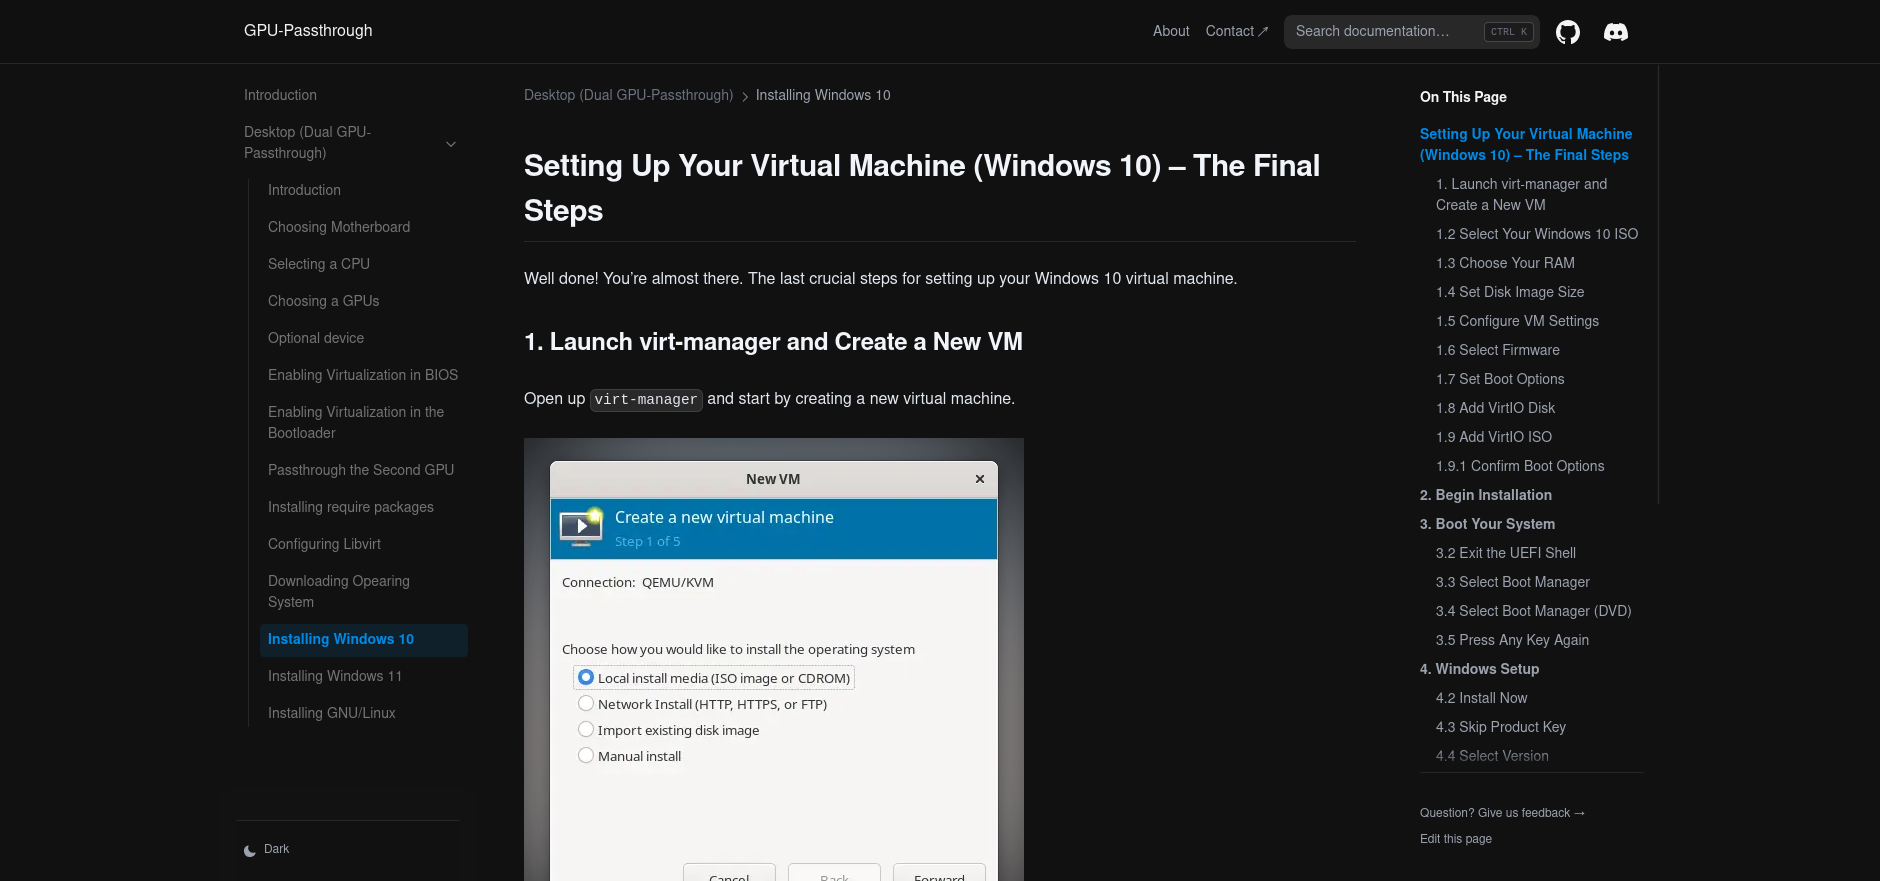 GPU-Passthrough
About
Contact ↗
Search documentation…
CTRL K
Introduction
Desktop (Dual GPU-
Passthrough)
Introduction
Choosing Motherboard
Selecting a CPU
Choosing a GPUs
Optional device
Enabling Virtualization in BIOS
Enabling Virtualization in the
Bootloader
Passthrough the Second GPU
Installing require packages
Configuring Libvirt
Downloading Opearing
System
Installing Windows 10
Installing Windows 11
Installing GNU/Linux
Dark
Desktop (Dual GPU-Passthrough) > Installing Windows 10
Setting Up Your Virtual Machine (Windows 10) – The Final
Steps
Well done! You’re almost there. The last crucial steps for setting up your Windows 10 virtual machine.
1. Launch virt-manager and Create a New VM
Open up virt-manager and start by creating a new virtual machine.
New VM
Create a new virtual machine
Step 1 of 5
Connection: QEMU/KVM
Choose how you would like to install the operating system
Local install media (ISO image or CDROM)
Network Install (HTTP, HTTPS, or FTP)
Import existing disk image
Manual install
Cancel
Back
Forward
On This Page
Setting Up Your Virtual Machine
(Windows 10) – The Final Steps
1. Launch virt-manager and
Create a New VM
1.2 Select Your Windows 10 ISO
1.3 Choose Your RAM
1.4 Set Disk Image Size
1.5 Configure VM Settings
1.6 Select Firmware
1.7 Set Boot Options
1.8 Add VirtIO Disk
1.9 Add VirtIO ISO
1.9.1 Confirm Boot Options
2. Begin Installation
3. Boot Your System
3.2 Exit the UEFI Shell
3.3 Select Boot Manager
3.4 Select Boot Manager (DVD)
3.5 Press Any Key Again
4. Windows Setup
4.2 Install Now
4.3 Skip Product Key
4.4 Select Version
Question? Give us feedback →
Edit this page